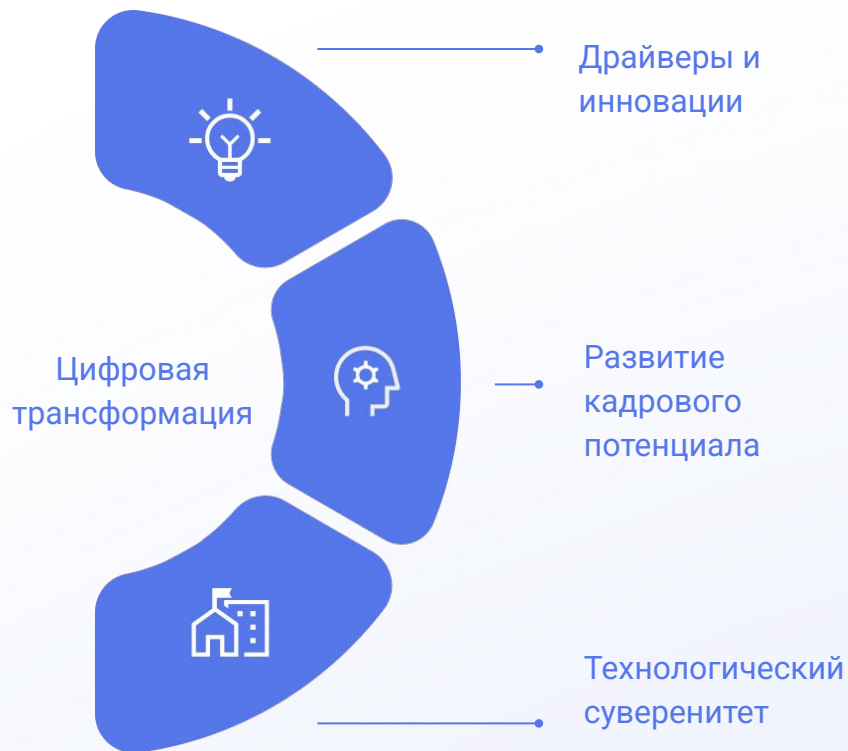 Драйверы и
инновации
Цифровая
трансформация
Развитие
кадрового
потенциала
Технологический
суверенитет